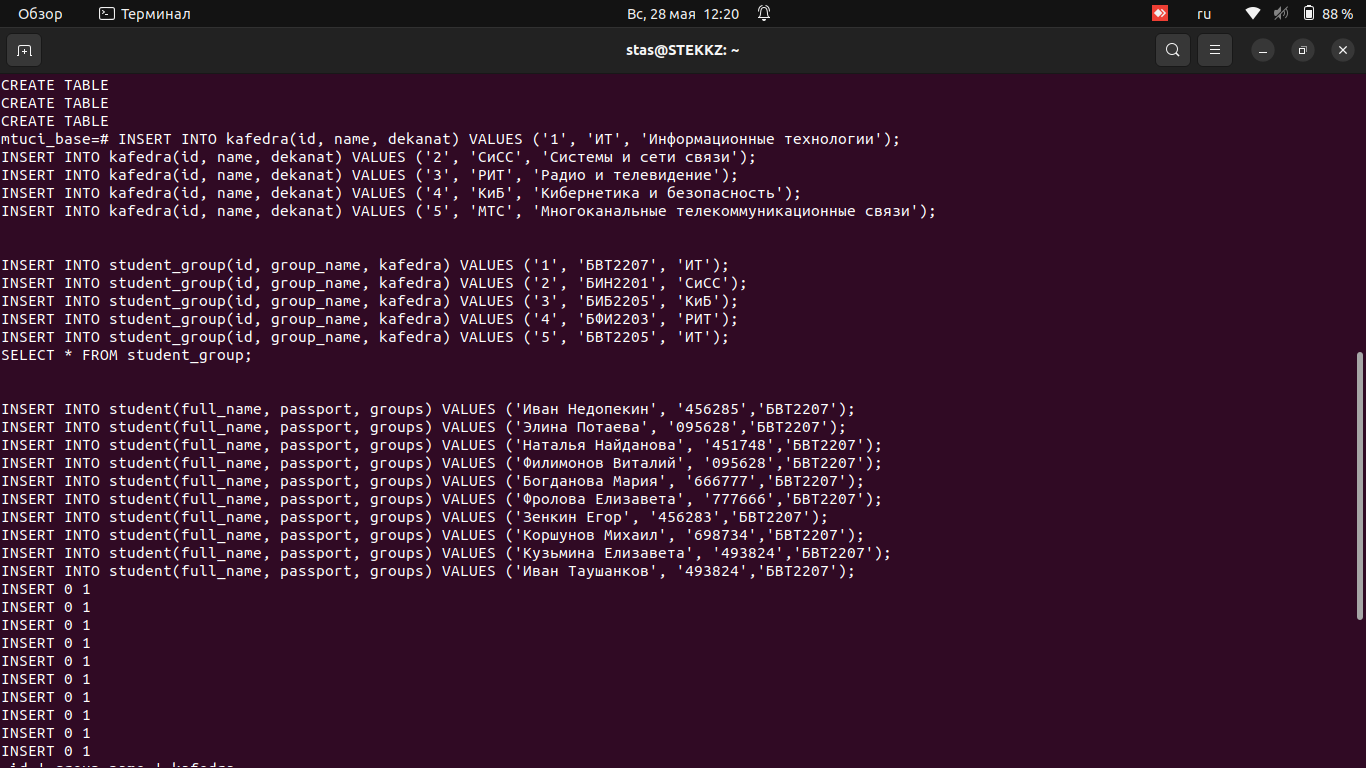 Обзор Терминал Вс, 28 мая 12:20 ru 88 %
stas@STEKKZ: ~
CREATE TABLE
CREATE TABLE
CREATE TABLE
mtuci_base=# INSERT INTO kafedra(id, name, dekanat) VALUES ('1', 'ИТ', 'Информационные технологии');
INSERT INTO kafedra(id, name, dekanat) VALUES ('2', 'СиСС', 'Системы и сети связи');
INSERT INTO kafedra(id, name, dekanat) VALUES ('3', 'РИТ', 'Радио и телевидение');
INSERT INTO kafedra(id, name, dekanat) VALUES ('4', 'КиБ', 'Кибернетика и безопасность');
INSERT INTO kafedra(id, name, dekanat) VALUES ('5', 'МТС', 'Многоканальные телекоммуникационные связи');
INSERT INTO student_group(id, group_name, kafedra) VALUES ('1', 'БВТ2207', 'ИТ');
INSERT INTO student_group(id, group_name, kafedra) VALUES ('2', 'БИН2201', 'СиСС');
INSERT INTO student_group(id, group_name, kafedra) VALUES ('3', 'БИБ2205', 'КиБ');
INSERT INTO student_group(id, group_name, kafedra) VALUES ('4', 'БФИ2203', 'РИТ');
INSERT INTO student_group(id, group_name, kafedra) VALUES ('5', 'БВТ2205', 'ИТ');
SELECT * FROM student_group;
INSERT INTO student(full_name, passport, groups) VALUES ('Иван Недопекин', '456285','БВТ2207');
INSERT INTO student(full_name, passport, groups) VALUES ('Элина Потаева', '095628','БВТ2207');
INSERT INTO student(full_name, passport, groups) VALUES ('Наталья Найданова', '451748','БВТ2207');
INSERT INTO student(full_name, passport, groups) VALUES ('Филимонов Виталий', '095628','БВТ2207');
INSERT INTO student(full_name, passport, groups) VALUES ('Богданова Мария', '666777','БВТ2207');
INSERT INTO student(full_name, passport, groups) VALUES ('Фролова Елизавета', '777666','БВТ2207');
INSERT INTO student(full_name, passport, groups) VALUES ('Зенкин Егор', '456283','БВТ2207');
INSERT INTO student(full_name, passport, groups) VALUES ('Коршунов Михаил', '698734','БВТ2207');
INSERT INTO student(full_name, passport, groups) VALUES ('Кузьмина Елизавета', '493824','БВТ2207');
INSERT INTO student(full_name, passport, groups) VALUES ('Иван Таушанков', '493824','БВТ2207');
INSERT 0 1
INSERT 0 1
INSERT 0 1
INSERT 0 1
INSERT 0 1
INSERT 0 1
INSERT 0 1
INSERT 0 1
INSERT 0 1
INSERT 0 1
id | group_name | kafedra